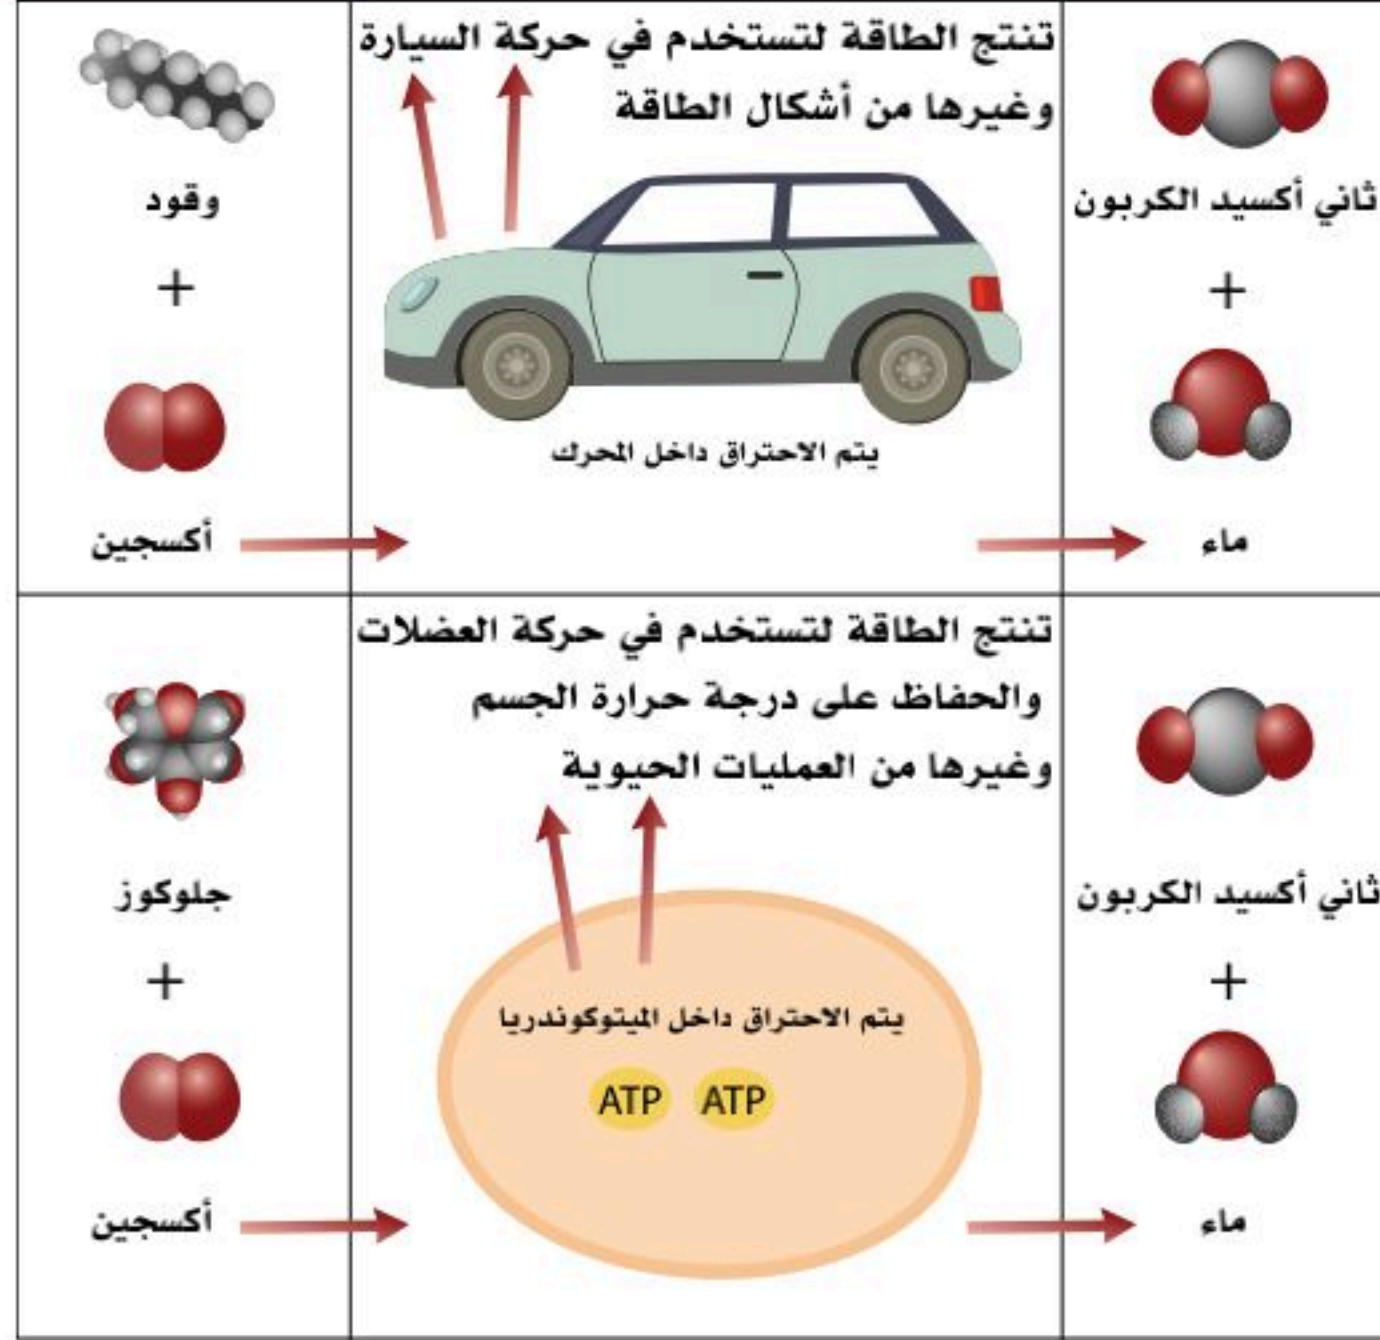 وقود
+
أكسجين
تنتج الطاقة لتستخدم في حركة السيارة
وغيرها من أشكال الطاقة
يتم الاحتراق داخل المحرك
ثاني أكسيد الكربون
+
ماء
جلوكوز
+
أكسجين
تنتج الطاقة لتستخدم في حركة العضلات
والحفاظ على درجة حرارة الجسم
وغيرها من العمليات الحيوية
يتم الاحتراق داخل الميتوكوندريا
ATP ATP
ثاني أكسيد الكربون
+
ماء